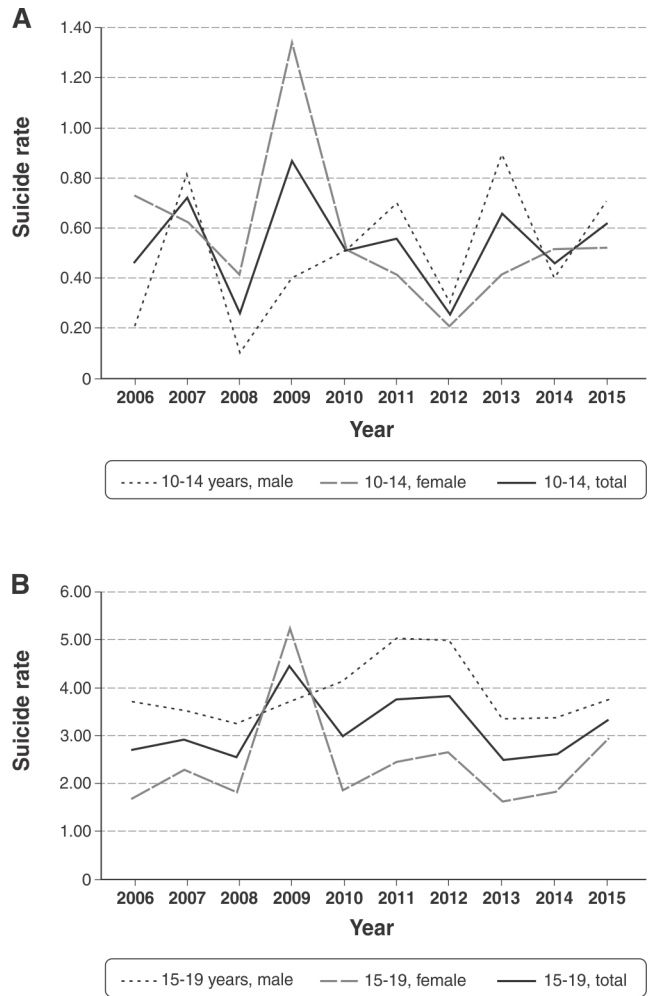 A
1.40
1.20
1.00
0.80
0.60
0.40
0.20
0
Suicide rate
2006 2007 2008 2009 2010 2011 2012 2013 2014 2015
Year
10-14 years, male 10-14, female 10-14, total
B
6.00
5.00
4.00
3.00
2.00
1.00
0
Suicide rate
2006 2007 2008 2009 2010 2011 2012 2013 2014 2015
Year
15-19 years, male 15-19, female 15-19, total